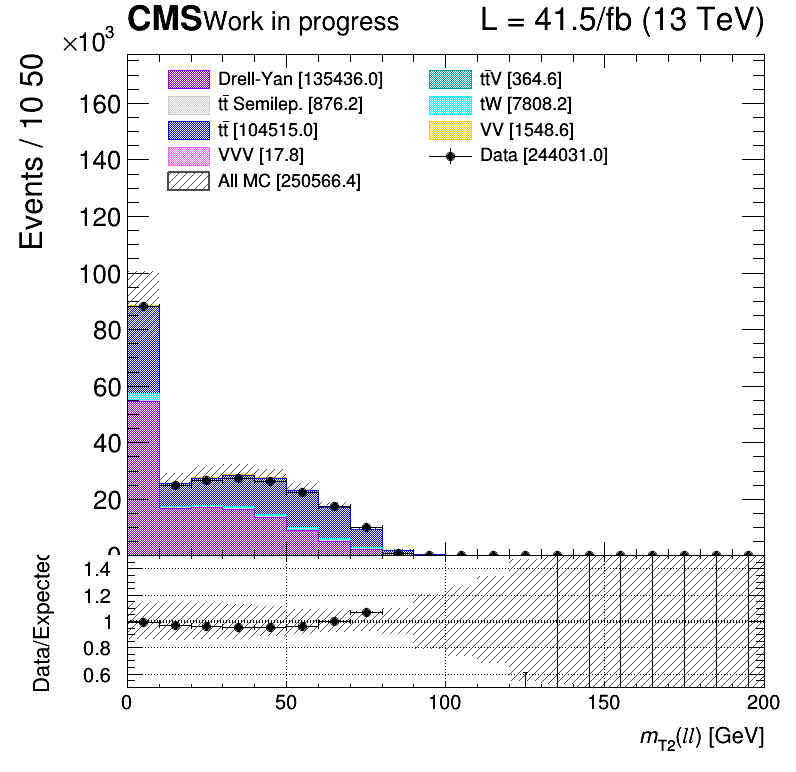 CMS Work in progress L = 41.5/fb (13 TeV)
×10³
Drell-Yan [135436.0] tt̄V [364.6]
tt̄ Semilep. [876.2] tW [7808.2]
tt̄ [104515.0] VV [1548.6]
VVV [17.8] Data [244031.0]
All MC [250566.4]
Events / 10 50
160
140
120
100
80
60
40
20
0
Data/Expected
1.4
1.2
1
0.8
0.6
0 50 100 150 200
m_T2(ll) [GeV]